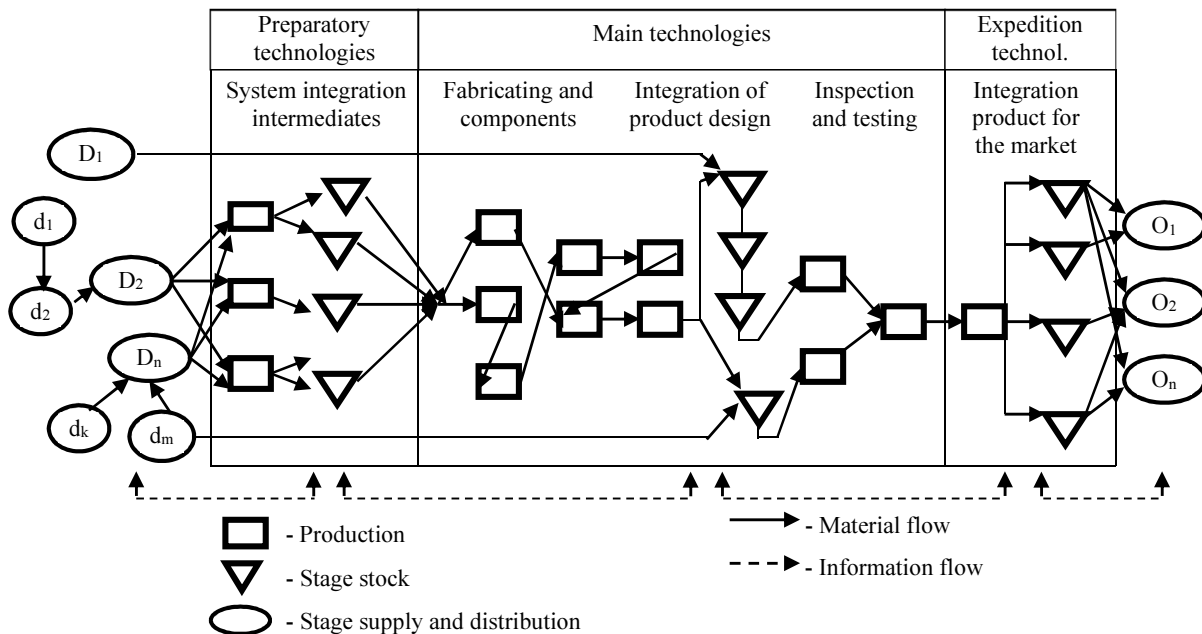 Preparatory
technologies
Main technologies
Expedition
technol.
System integration
intermediates
Fabricating and
components
Integration of
product design
Inspection
and testing
Integration
product for
the market
D1
d1
d2
D2
Dn
dk
dm
O1
O2
On
- Production
- Stage stock
- Stage supply and distribution
- Material flow
- Information flow